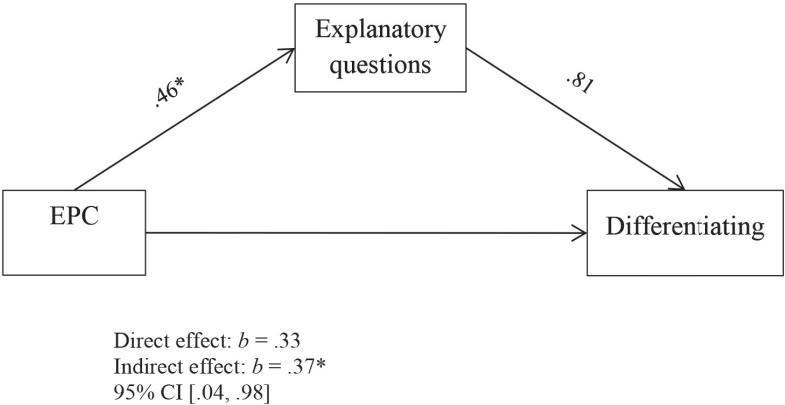 Explanatory
questions
.46*
.81
EPC
Differentiating
Direct effect: b = .33
Indirect effect: b = .37*
95% CI [.04, .98]